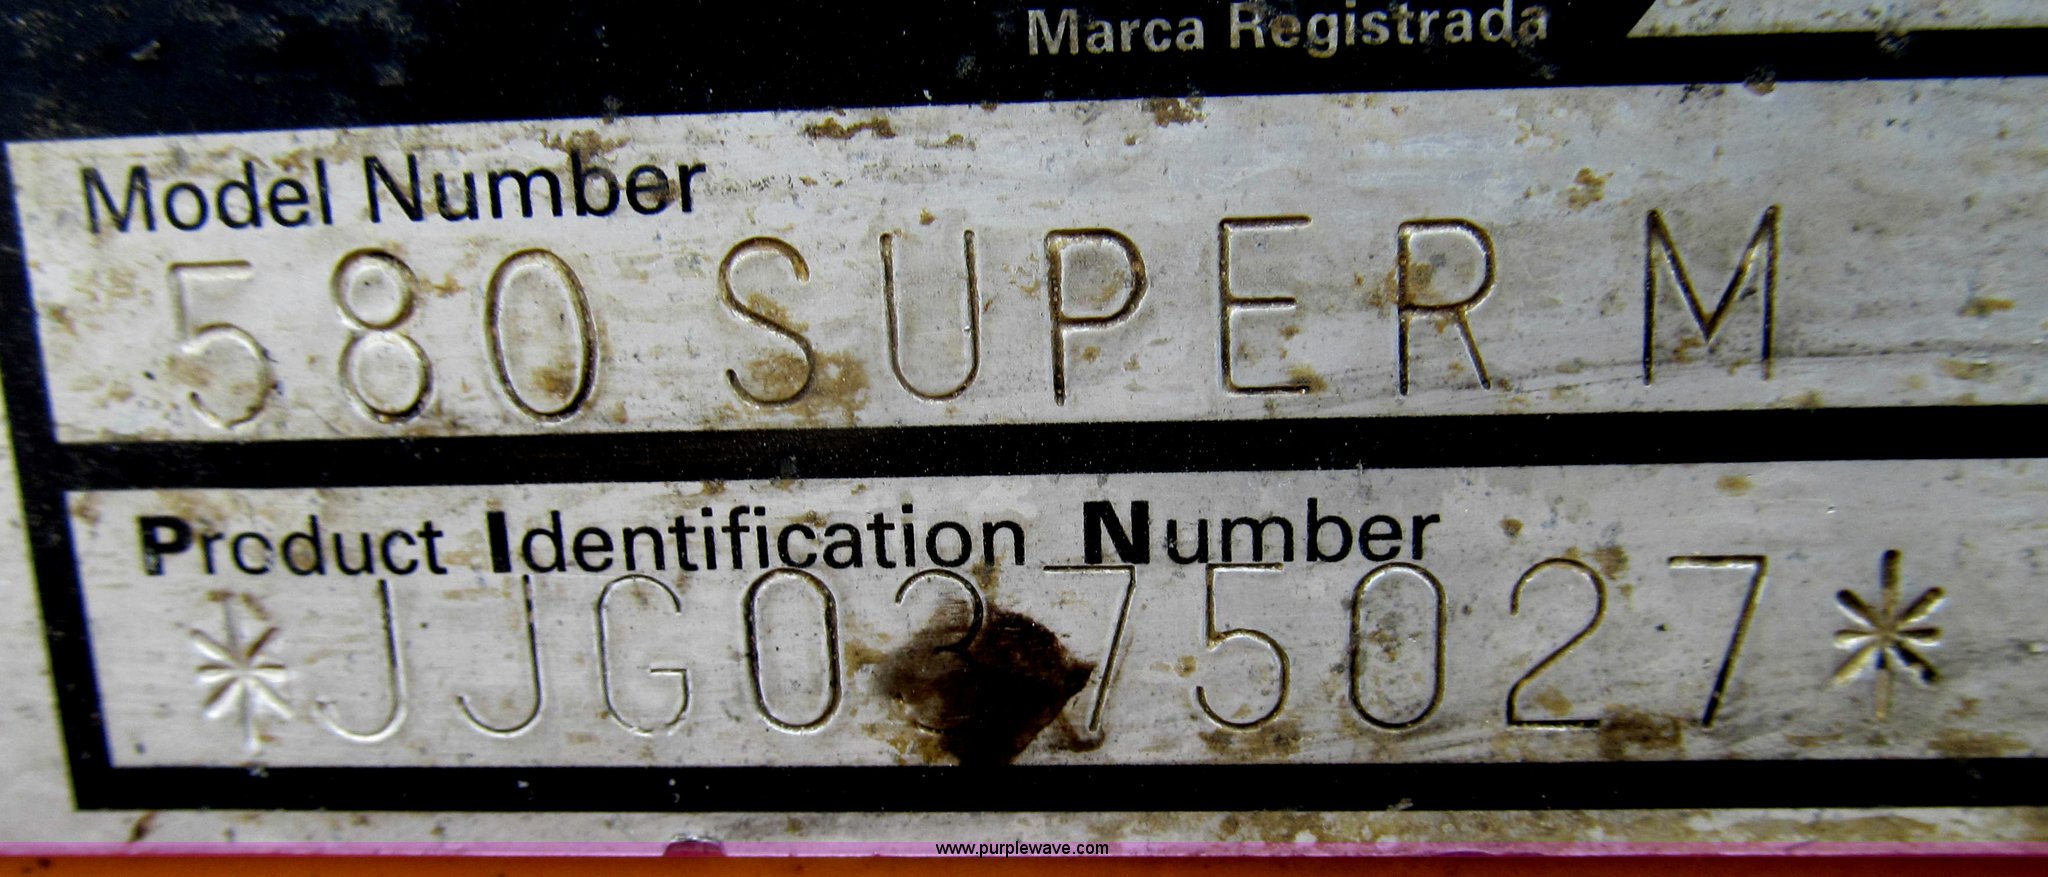 Marca Registrada
Model Number
580 SUPER M
Product Identification Number
*JJG0375027*
www.purplewave.com